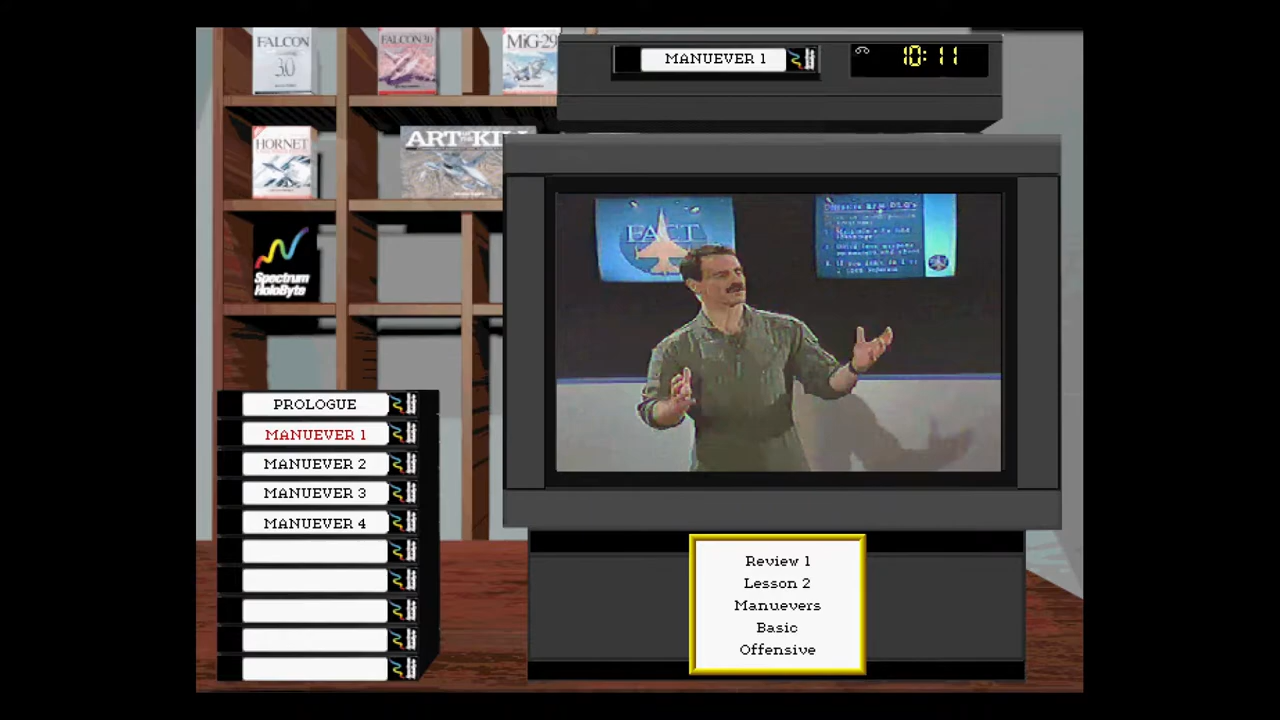 FALCON
3.0
FALCON 3.0
MiG-29
MANUEVER 1
10:11
HORNET
ART OF THE KILL
Spectrum
HoloByte
FACT
PROLOGUE
MANUEVER 1
MANUEVER 2
MANUEVER 3
MANUEVER 4
Review 1
Lesson 2
Manuevers
Basic
Offensive